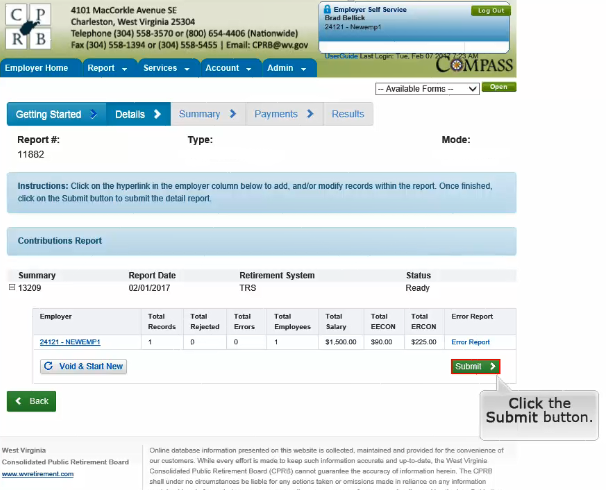 C P
R B
4101 MacCorkle Avenue SE
Charleston, West Virginia 25304
Telephone (304) 558-3570 or (800) 654-4406 (Nationwide)
Fax (304) 558-1394 or (304) 558-5455 | Email: CPRB@wv.gov
Employer Self Service
Log Out
Brad Bellick
24121 - Newemp1
UserGuide Last Login: Tue, Feb 07 2017 7:23 AM
COMPASS
Employer Home Report Services Account Admin
-- Available Forms -- Open
Getting Started Details Summary Payments Results
Report #: Type: Mode:
11882
Instructions: Click on the hyperlink in the employer column below to add, and/or modify records within the report. Once finished,
click on the Submit button to submit the detail report.
Contributions Report
Summary Report Date Retirement System Status
13209 02/01/2017 TRS Ready
Employer Total Records Total Rejected Total Errors Total Employees Total Salary Total EECON Total ERCON Error Report
24121 - NEWEMP1 1 0 0 1 $1,500.00 $90.00 $225.00 Error Report
Void & Start New Submit
Click the
Submit button.
Back
West Virginia
Consolidated Public Retirement Board
www.wvretirement.com
Online database information presented on this website is collected, maintained and provided for the convenience of
our customers. While every effort is made to keep such information accurate and up-to-date, the West Virginia
Consolidated Public Retirement Board (CPRB) cannot guarantee the accuracy of information herein. The CPRB
shall under no circumstances be liable for any actions taken or omissions made in reliance on any information